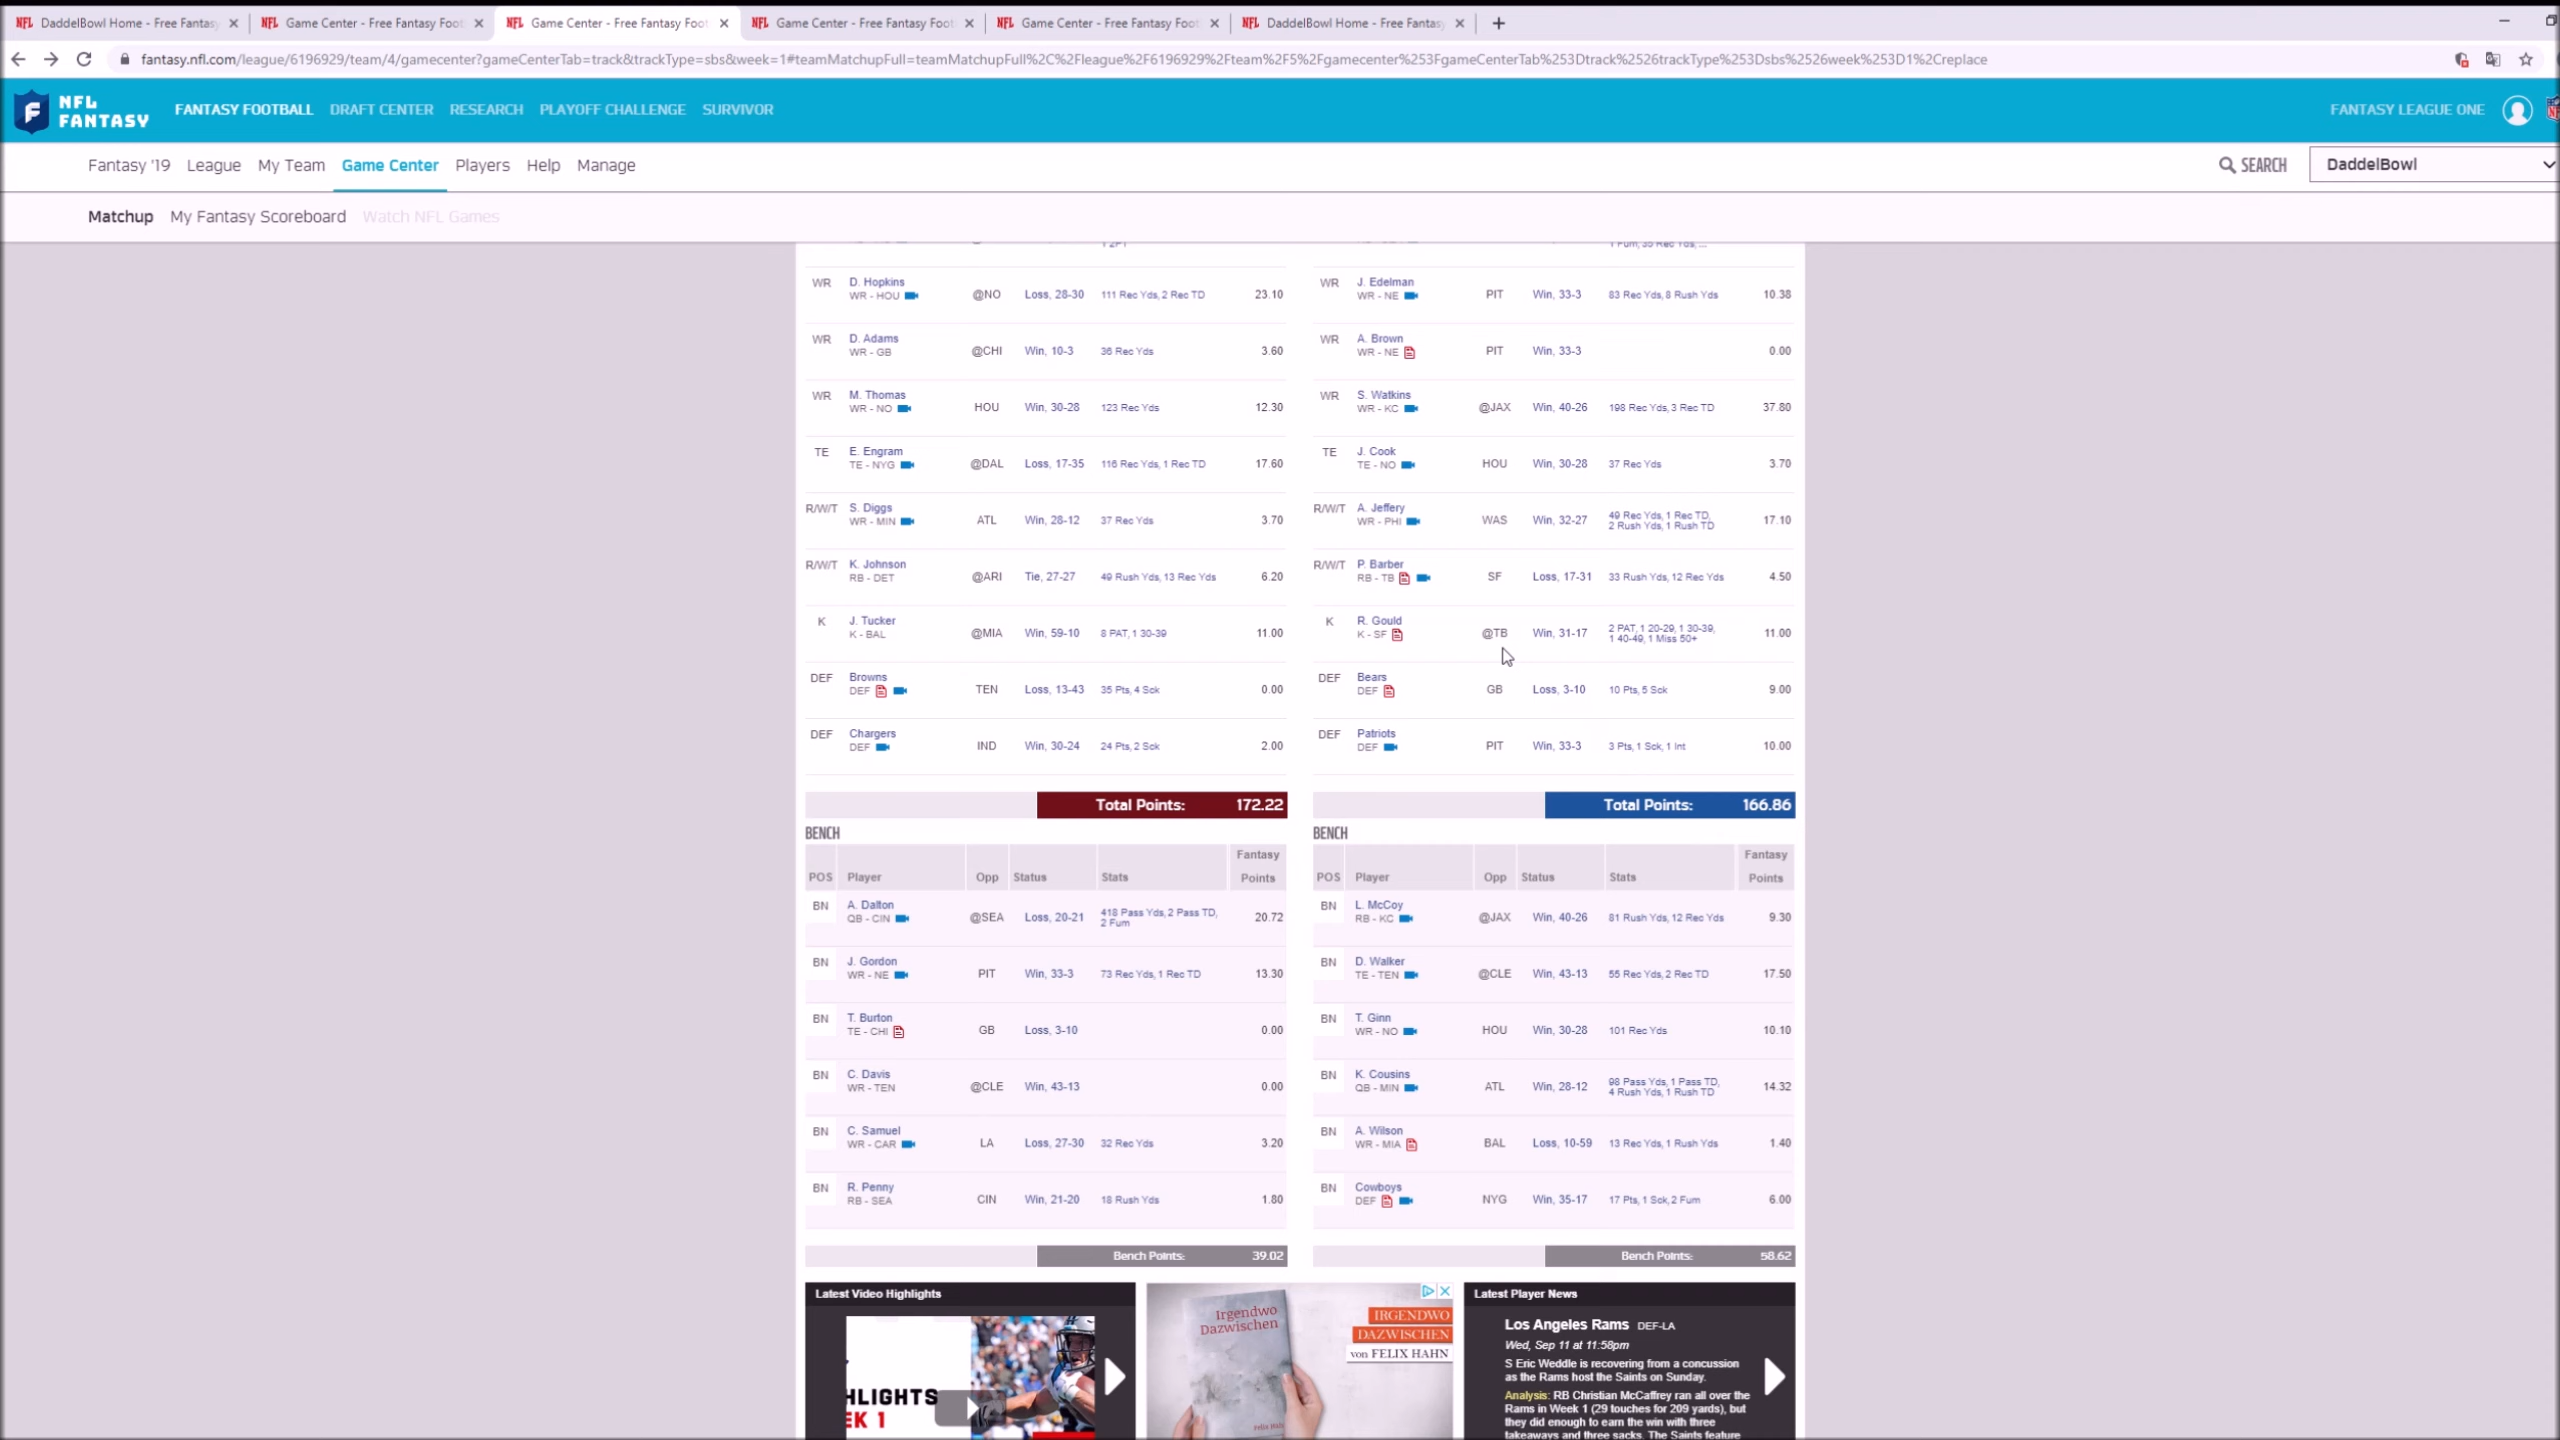 DaddelBowl Home - Free Fantasy
Game Center - Free Fantasy Foot
Game Center - Free Fantasy Foot
Game Center - Free Fantasy Foot
Game Center - Free Fantasy Foot
DaddelBowl Home - Free Fantasy
fantasy.nfl.com/league/6196929/team/4/gamecenter?gameCenterTab=track&trackType=sbs&week=1#teamMatchupFull=teamMatchupFull%2C%2Fleague%2F6196929%2Fteam%2F5%2Fgamecenter%253FgameCenterTab%253Dtrack%2526trackType%253Dsbs%2526week%253D1%2Creplace
NFL FANTASY FANTASY FOOTBALL DRAFT CENTER RESEARCH PLAYOFF CHALLENGE SURVIVOR FANTASY LEAGUE ONE
Fantasy '19 League My Team Game Center Players Help Manage SEARCH DaddelBowl
Matchup My Fantasy Scoreboard Watch NFL Games
1 2PT 1 Fum, 35 Rec Yds, ...
WR D. Hopkins WR - HOU @NO Loss, 28-30 111 Rec Yds, 2 Rec TD 23.10
WR J. Edelman WR - NE PIT Win, 33-3 83 Rec Yds, 8 Rush Yds 10.38
WR D. Adams WR - GB @CHI Win, 10-3 36 Rec Yds 3.60
WR A. Brown WR - NE PIT Win, 33-3 0.00
WR M. Thomas WR - NO HOU Win, 30-28 123 Rec Yds 12.30
WR S. Watkins WR - KC @JAX Win, 40-26 198 Rec Yds, 3 Rec TD 37.80
TE E. Engram TE - NYG @DAL Loss, 17-35 116 Rec Yds, 1 Rec TD 17.60
TE J. Cook TE - NO HOU Win, 30-28 37 Rec Yds 3.70
R/W/T S. Diggs WR - MIN ATL Win, 28-12 37 Rec Yds 3.70
R/W/T A. Jeffery WR - PHI WAS Win, 32-27 49 Rec Yds, 1 Rec TD, 2 Rush Yds, 1 Rush TD 17.10
R/W/T K. Johnson RB - DET @ARI Tie, 27-27 49 Rush Yds, 13 Rec Yds 6.20
R/W/T P. Barber RB - TB SF Loss, 17-31 33 Rush Yds, 12 Rec Yds 4.50
K J. Tucker K - BAL @MIA Win, 59-10 8 PAT, 1 30-39 11.00
K R. Gould K - SF @TB Win, 31-17 2 PAT, 1 20-29, 1 30-39, 1 40-49, 1 Miss 50+ 11.00
DEF Browns DEF TEN Loss, 13-43 35 Pts, 4 Sck 0.00
DEF Bears DEF GB Loss, 3-10 10 Pts, 5 Sck 9.00
DEF Chargers DEF IND Win, 30-24 24 Pts, 2 Sck 2.00
DEF Patriots DEF PIT Win, 33-3 3 Pts, 1 Sck, 1 Int 10.00
Total Points: 172.22
Total Points: 166.86
BENCH
BENCH
POS Player Opp Status Stats Fantasy Points
POS Player Opp Status Stats Fantasy Points
BN A. Dalton QB - CIN @SEA Loss, 20-21 418 Pass Yds, 2 Pass TD, 2 Fum 20.72
BN L. McCoy RB - KC @JAX Win, 40-26 81 Rush Yds, 12 Rec Yds 9.30
BN J. Gordon WR - NE PIT Win, 33-3 73 Rec Yds, 1 Rec TD 13.30
BN D. Walker TE - TEN @CLE Win, 43-13 55 Rec Yds, 2 Rec TD 17.50
BN T. Burton TE - CHI GB Loss, 3-10 0.00
BN T. Ginn WR - NO HOU Win, 30-28 101 Rec Yds 10.10
BN C. Davis WR - TEN @CLE Win, 43-13 0.00
BN K. Cousins QB - MIN ATL Win, 28-12 98 Pass Yds, 1 Pass TD, 4 Rush Yds, 1 Rush TD 14.32
BN C. Samuel WR - CAR LA Loss, 27-30 32 Rec Yds 3.20
BN A. Wilson WR - MIA BAL Loss, 10-59 13 Rec Yds, 1 Rush Yds 1.40
BN R. Penny RB - SEA CIN Win, 21-20 18 Rush Yds 1.80
BN Cowboys DEF NYG Win, 35-17 17 Pts, 1 Sck, 2 Fum 6.00
Bench Points: 39.02
Bench Points: 58.62
Latest Video Highlights
HLIGHTS
EK 1
Irgendwo
Dazwischen
IRGENDWO
DAZWISCHEN
von FELIX HAHN
Latest Player News
Los Angeles Rams DEF-LA
Wed, Sep 11 at 11:58pm
S Eric Weddle is recovering from a concussion
as the Rams host the Saints on Sunday.
Analysis: RB Christian McCaffrey ran all over the
Rams in Week 1 (29 touches for 209 yards), but
they did enough to earn the win with three
takeaways and three sacks. The Saints feature